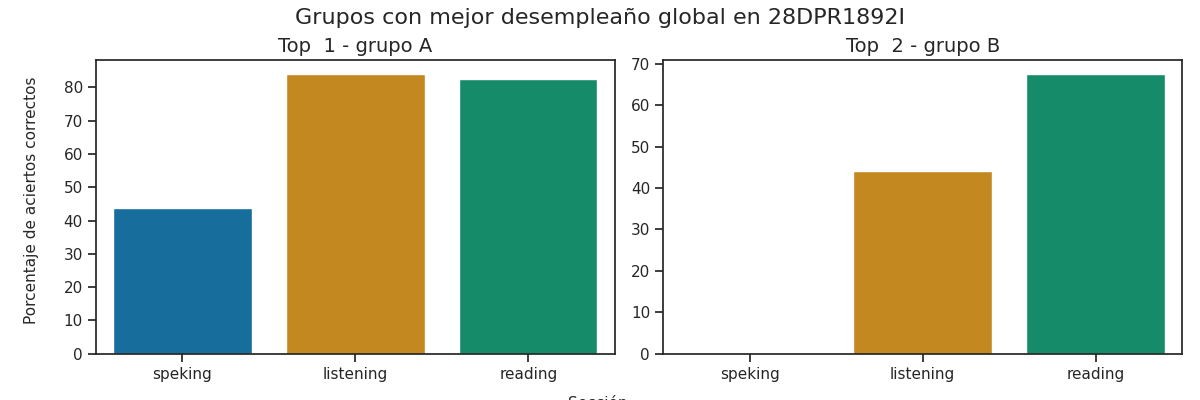 Grupos con mejor desempleaño global en 28DPR1892I
Top  1 - grupo A
Porcentaje de aciertos correctos
80
70
60
50
40
30
20
10
0
speking
listening
reading
Top  2 - grupo B
70
60
50
40
30
20
10
0
speking
listening
reading
Sección